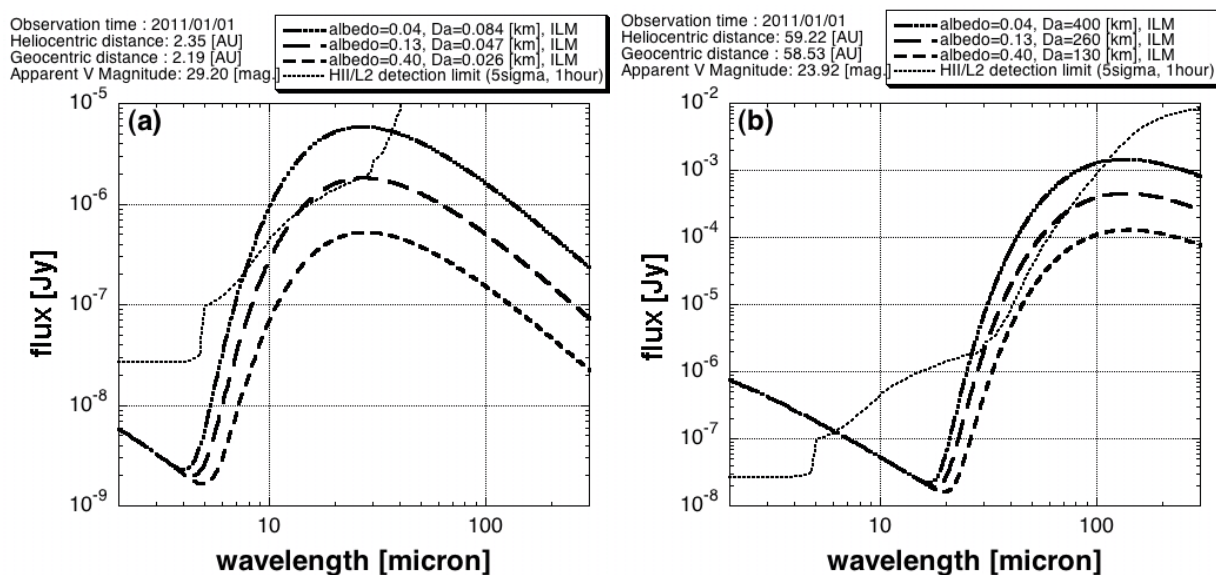 Observation time : 2011/01/01
Heliocentric distance: 2.35 [AU]
Geocentric distance : 2.19 [AU]
Apparent V Magnitude: 29.20 [mag.]
albedo=0.04, Da=0.084 [km], ILM
albedo=0.13, Da=0.047 [km], ILM
albedo=0.40, Da=0.026 [km], ILM
HII/L2 detection limit (5sigma, 1hour)
(a)
10-5
10-6
10-7
10-8
10-9
flux [Jy]
10
100
wavelength [micron]
Observation time : 2011/01/01
Heliocentric distance: 59.22 [AU]
Geocentric distance : 58.53 [AU]
Apparent V Magnitude: 23.92 [mag.]
albedo=0.04, Da=400 [km], ILM
albedo=0.13, Da=260 [km], ILM
albedo=0.40, Da=130 [km], ILM
HII/L2 detection limit (5sigma, 1hour)
(b)
10-2
10-3
10-4
10-5
10-6
10-7
10-8
flux [Jy]
10
100
wavelength [micron]